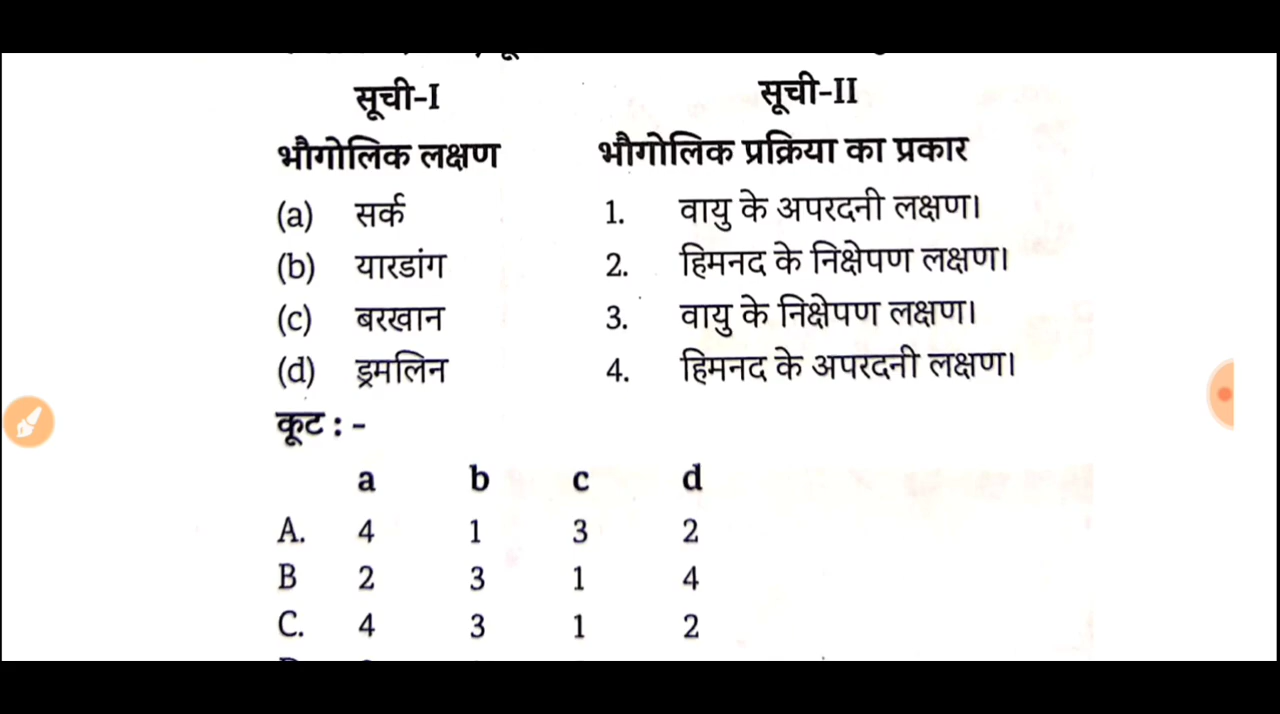 सूची-I सूची-II
भौगोलिक लक्षण भौगोलिक प्रक्रिया का प्रकार
(a) सर्क 1. वायु के अपरदनी लक्षण।
(b) यारडांग 2. हिमनद के निक्षेपण लक्षण।
(c) बरखान 3. वायु के निक्षेपण लक्षण।
(d) ड्रमलिन 4. हिमनद के अपरदनी लक्षण।
कूट : -
a b c d
A. 4 1 3 2
B 2 3 1 4
C. 4 3 1 2